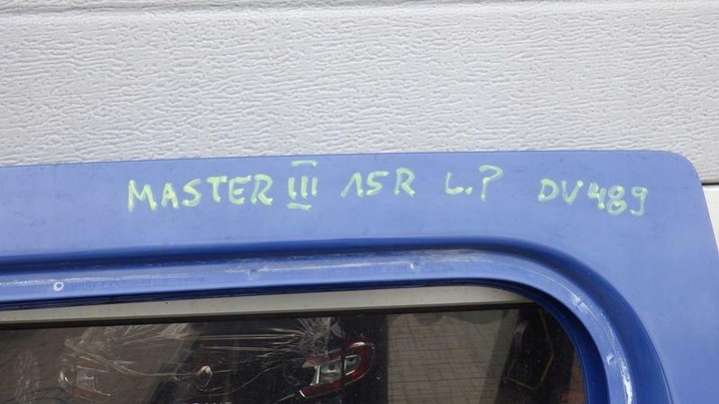 MASTER III 15R L.? DV489